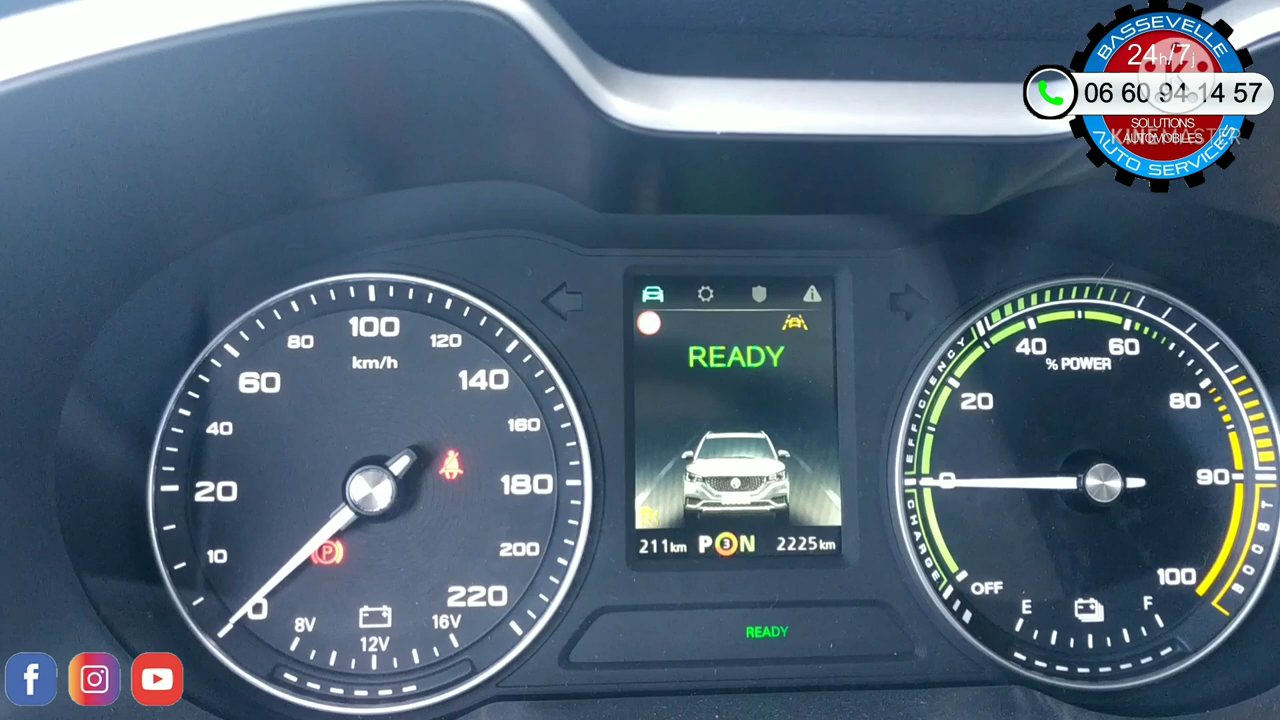 BASSEVELLE
24h/7j
06 60 94 14 57
SOLUTIONS
AUTOMOBILES
KINEMASTER
AUTO SERVICES
0
10
20
40
60
80
100
120
140
160
180
200
220
km/h
8V
12V
16V
P
READY
211km
P 3 N
2225km
READY
% POWER
OFF
0
20
40
60
80
90
100
CHARGE
EFFICIENCY
BOOST
E
F
f